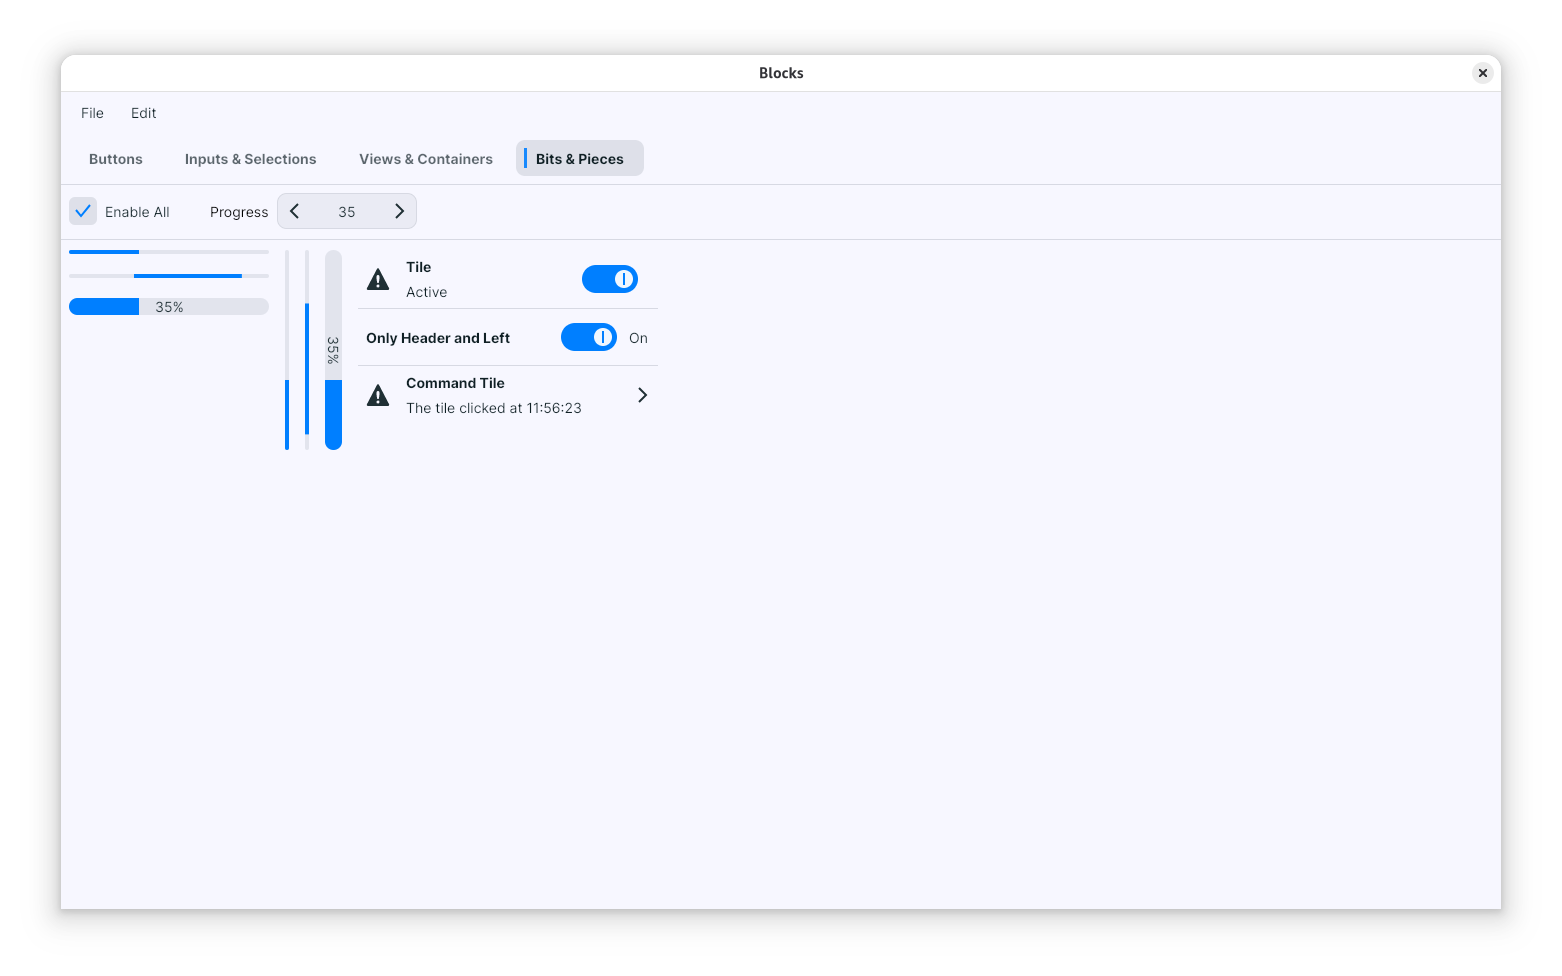 Blocks
File Edit
Buttons Inputs & Selections Views & Containers Bits & Pieces
Enable All Progress 35
35%
35%
Tile
Active
Only Header and Left On
Command Tile
The tile clicked at 11:56:23